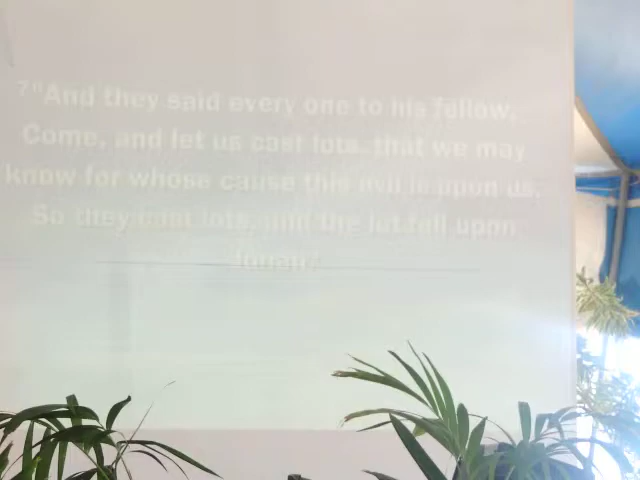 7"And they said every one to his fellow,
Come, and let us cast lots, that we may
know for whose cause this evil is upon us.
So they cast lots, and the lot fell upon
Jonah."